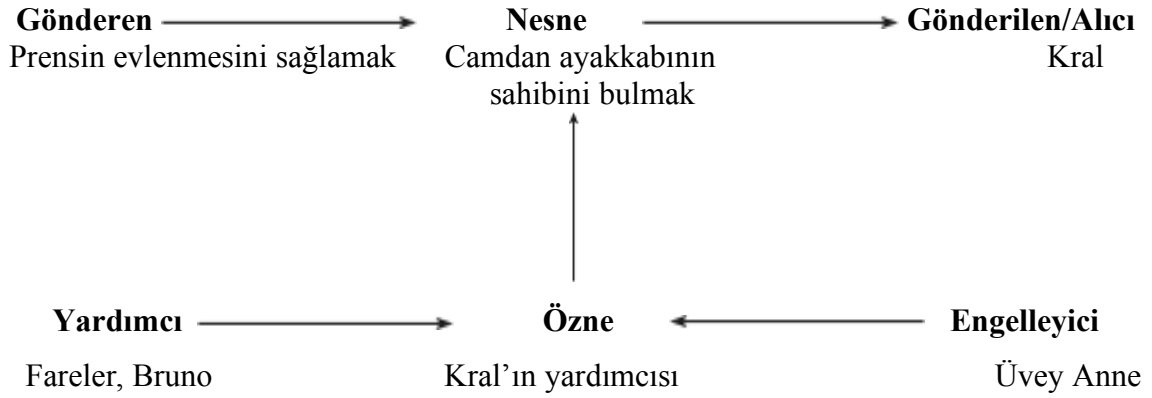 Gönderen Nesne Gönderilen/Alıcı
Prensin evlenmesini sağlamak Camdan ayakkabının Kral
sahibini bulmak
Yardımcı Özne Engelleyici
Fareler, Bruno Kral’ın yardımcısı Üvey Anne